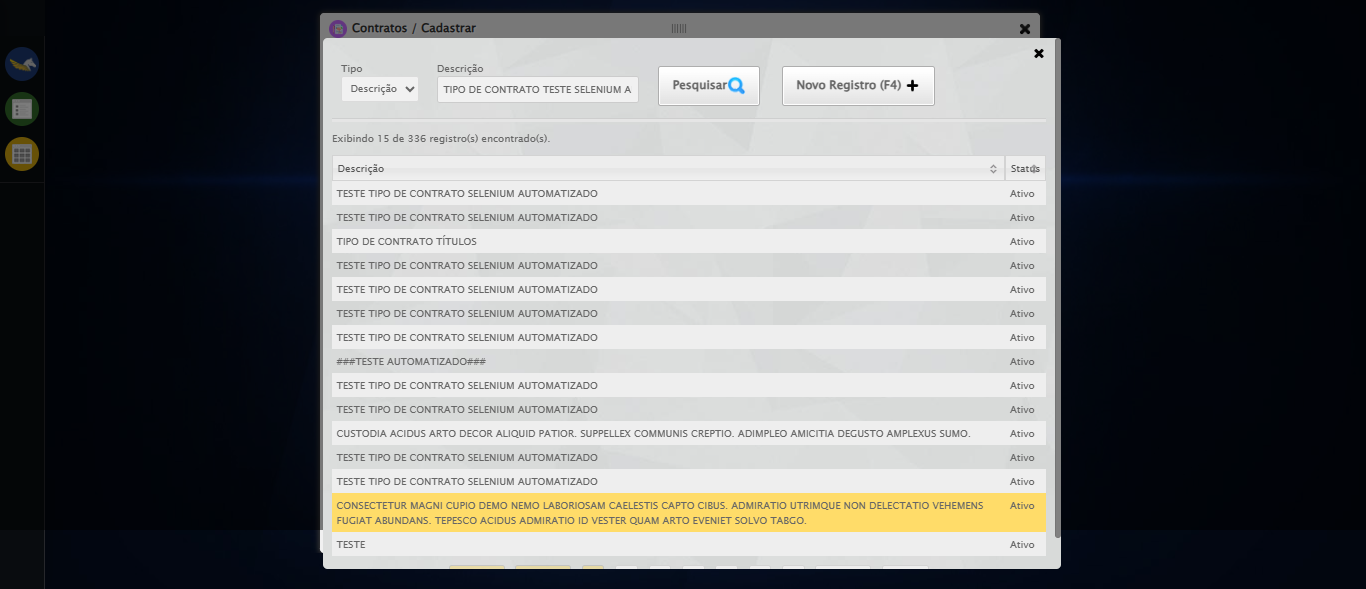 Contratos / Cadastrar
Tipo
Descrição
Descrição
TIPO DE CONTRATO TESTE SELENIUM A
Pesquisar
Novo Registro (F4)
Exibindo 15 de 336 registro(s) encontrado(s).
Descrição Status
TESTE TIPO DE CONTRATO SELENIUM AUTOMATIZADO Ativo
TESTE TIPO DE CONTRATO SELENIUM AUTOMATIZADO Ativo
TIPO DE CONTRATO TÍTULOS Ativo
TESTE TIPO DE CONTRATO SELENIUM AUTOMATIZADO Ativo
TESTE TIPO DE CONTRATO SELENIUM AUTOMATIZADO Ativo
TESTE TIPO DE CONTRATO SELENIUM AUTOMATIZADO Ativo
TESTE TIPO DE CONTRATO SELENIUM AUTOMATIZADO Ativo
###TESTE AUTOMATIZADO### Ativo
TESTE TIPO DE CONTRATO SELENIUM AUTOMATIZADO Ativo
TESTE TIPO DE CONTRATO SELENIUM AUTOMATIZADO Ativo
CUSTODIA ACIDUS ARTO DECOR ALIQUID PATIOR. SUPPELLEX COMMUNIS CREPTIO. ADIMPLEO AMICITIA DEGUSTO AMPLEXUS SUMO. Ativo
TESTE TIPO DE CONTRATO SELENIUM AUTOMATIZADO Ativo
TESTE TIPO DE CONTRATO SELENIUM AUTOMATIZADO Ativo
CONSECTETUR MAGNI CUPIO DEMO NEMO LABORIOSAM CAELESTIS CAPTO CIBUS. ADMIRATIO UTRIMQUE NON DELECTATIO VEHEMENS Ativo
FUGIAT ABUNDANS. TEPESCO ACIDUS ADMIRATIO ID VESTER QUAM ARTO EVENIET SOLVO TABGO.
TESTE Ativo